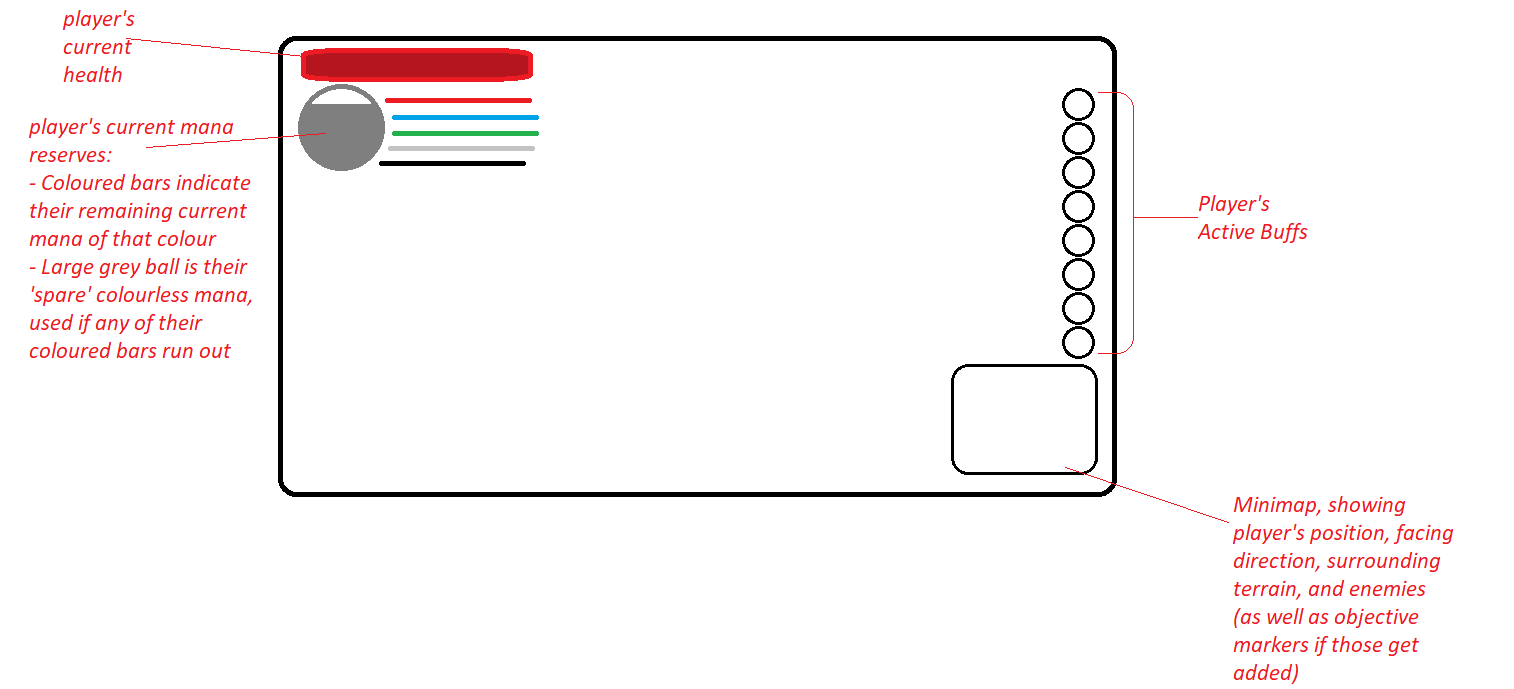 player's
current
health
player's current mana
reserves:
- Coloured bars indicate
their remaining current
mana of that colour
- Large grey ball is their
'spare' colourless mana,
used if any of their
coloured bars run out
Player's
Active Buffs
Minimap, showing
player's position, facing
direction, surrounding
terrain, and enemies
(as well as objective
markers if those get
added)